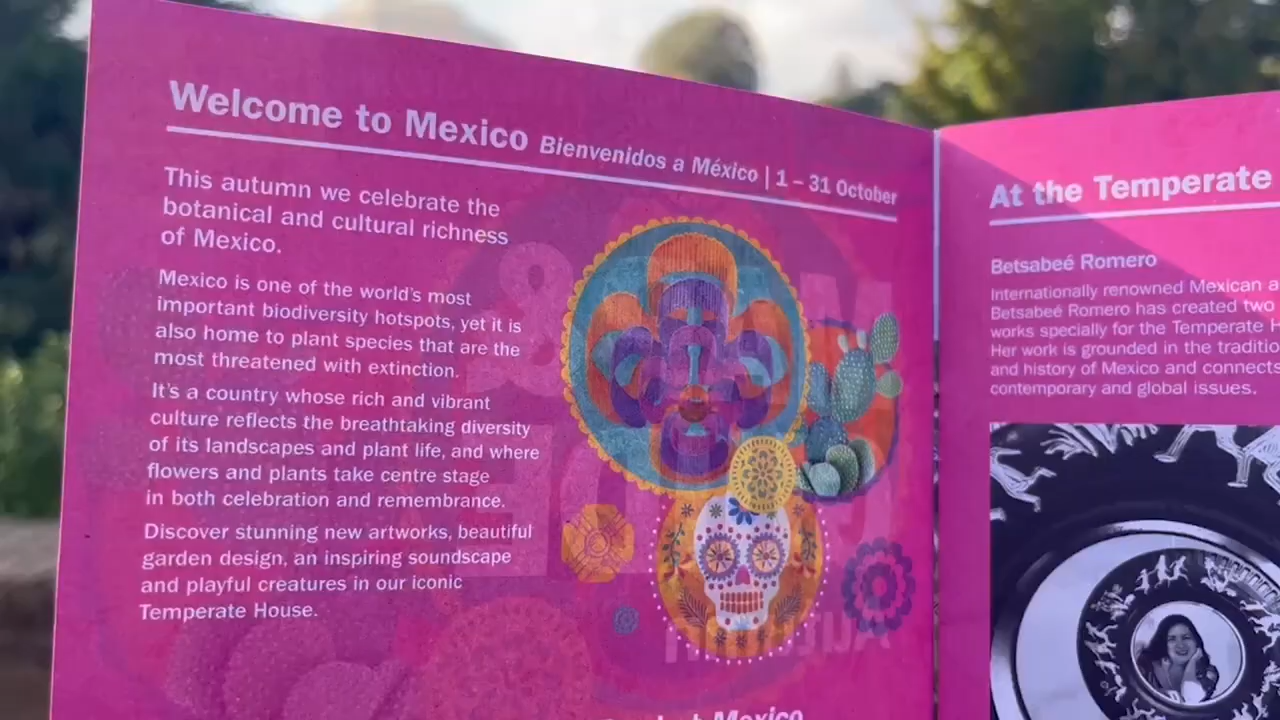 Welcome to Mexico Bienvenidos a México | 1 – 31 October
This autumn we celebrate the
botanical and cultural richness
of Mexico.
Mexico is one of the world's most
important biodiversity hotspots, yet it is
also home to plant species that are the
most threatened with extinction.
It's a country whose rich and vibrant
culture reflects the breathtaking diversity
of its landscapes and plant life, and where
flowers and plants take centre stage
in both celebration and remembrance.
Discover stunning new artworks, beautiful
garden design, an inspiring soundscape
and playful creatures in our iconic
Temperate House.
Mexico
At the Temperate
Betsabeé Romero
Internationally renowned Mexican a
Betsabeé Romero has created two
works specially for the Temperate H
Her work is grounded in the traditio
and history of Mexico and connects
contemporary and global issues.